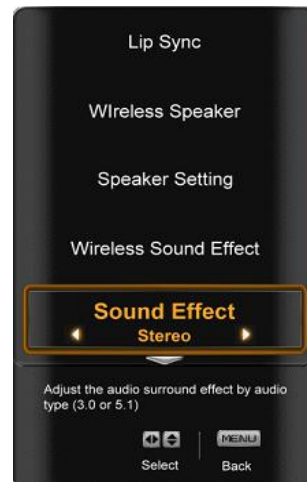 Lip Sync
WIreless Speaker
Speaker Setting
Wireless Sound Effect
Sound Effect
Stereo
Adjust the audio surround effect by audio
type (3.0 or 5.1)
MENU
Select Back